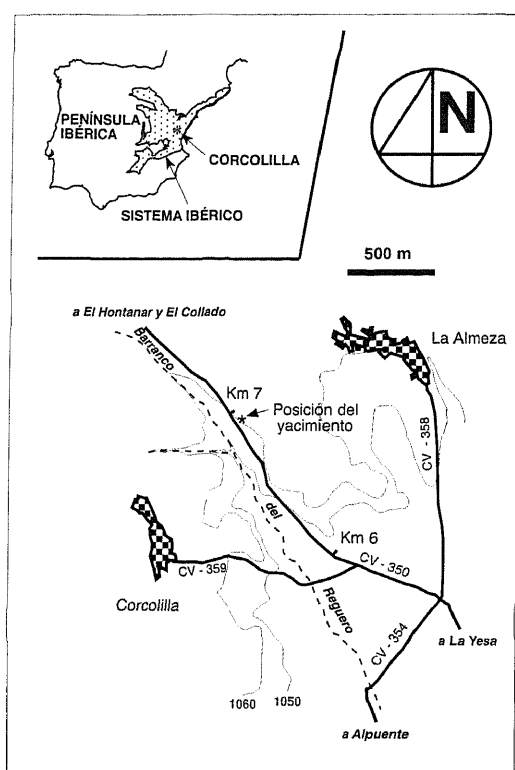 PENÍNSULA
IBÉRICA
CORCOLILLA
SISTEMA IBÉRICO
N
500 m
a El Hontanar y El Collado
Barranco
La Almeza
Km 7
Posición del
yacimiento
CV - 358
del
Km 6
CV - 350
CV - 359
Corcolilla
Reguero
CV - 354
a La Yesa
1060
1050
a Alpuente